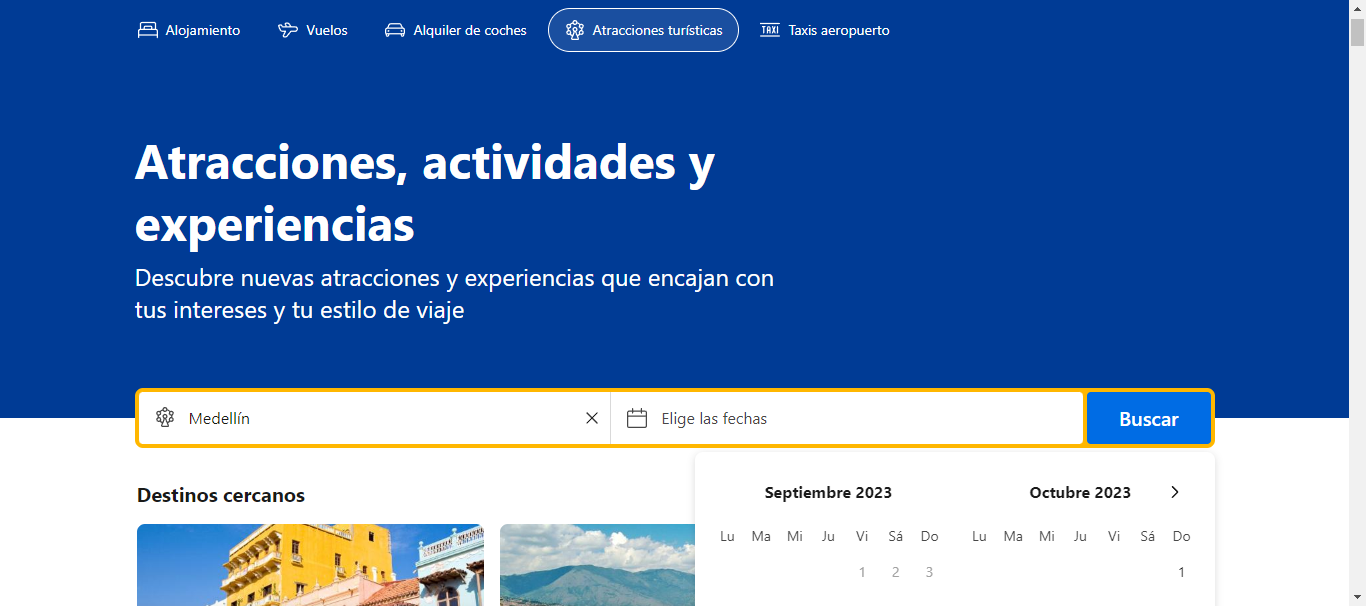 Alojamiento Vuelos Alquiler de coches Atracciones turísticas TAXI Taxis aeropuerto
Atracciones, actividades y
experiencias
Descubre nuevas atracciones y experiencias que encajan con
tus intereses y tu estilo de viaje
Medellín Elige las fechas Buscar
Destinos cercanos
Septiembre 2023 Octubre 2023
Lu Ma Mi Ju Vi Sá Do Lu Ma Mi Ju Vi Sá Do
1 2 3 1